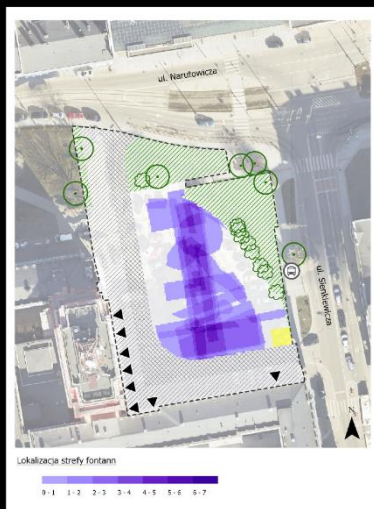 ul. Narutowicza
ul. Sienkiewicza
N
Lokalizacja strefy fontann
0 - 1 1 - 2 2 - 3 3 - 4 4 - 5 5 - 6 6 - 7